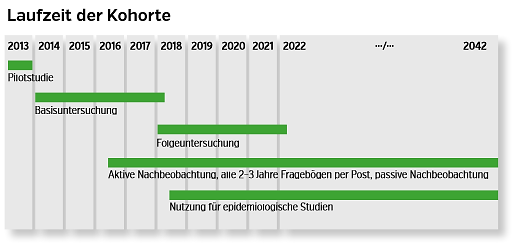 Laufzeit der Kohorte
2013 2014 2015 2016 2017 2018 2019 2020 2021 2022 .../... 2042
Pilotstudie
Basisuntersuchung
Folgeuntersuchung
Aktive Nachbeobachtung, alle 2–3 Jahre Fragebögen per Post, passive Nachbeobachtung
Nutzung für epidemiologische Studien